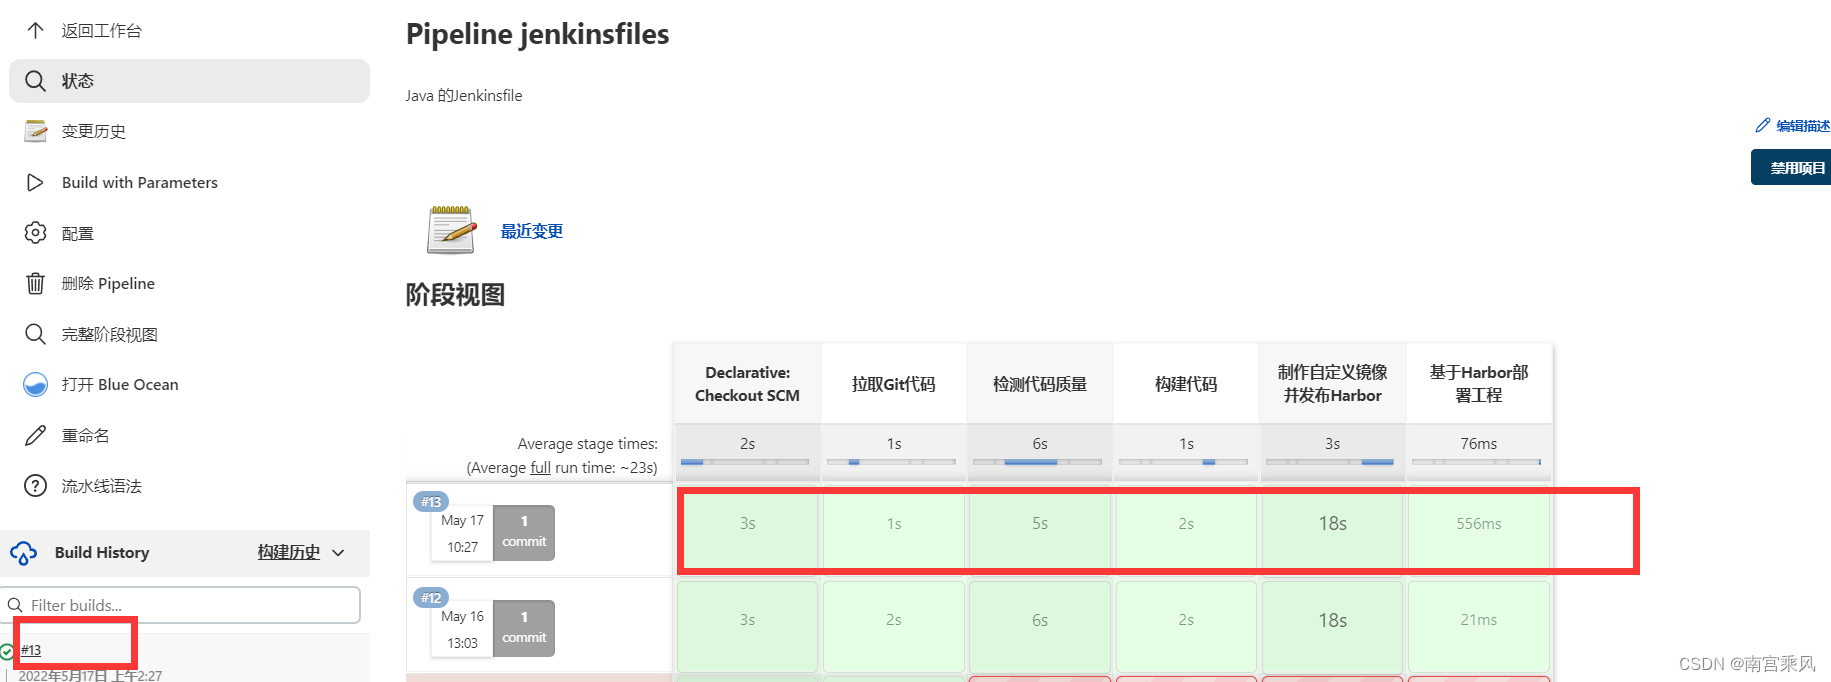 返回工作台
状态
变更历史
Build with Parameters
配置
删除 Pipeline
完整阶段视图
打开 Blue Ocean
重命名
流水线语法
Build History
构建历史
Filter builds...
#13
2022年5月17日 上午2:27
Pipeline jenkinsfiles
Java 的Jenkinsfile
编辑描述
禁用项目
最近变更
阶段视图
Declarative:
Checkout SCM
拉取Git代码
检测代码质量
构建代码
制作自定义镜像
并发布Harbor
基于Harbor部
署工程
Average stage times:
(Average full run time: ~23s)
2s
1s
6s
1s
3s
76ms
#13
May 17
10:27
1
commit
3s
1s
5s
2s
18s
556ms
#12
May 16
13:03
1
commit
3s
2s
6s
2s
18s
21ms
CSDN @南宫乘风